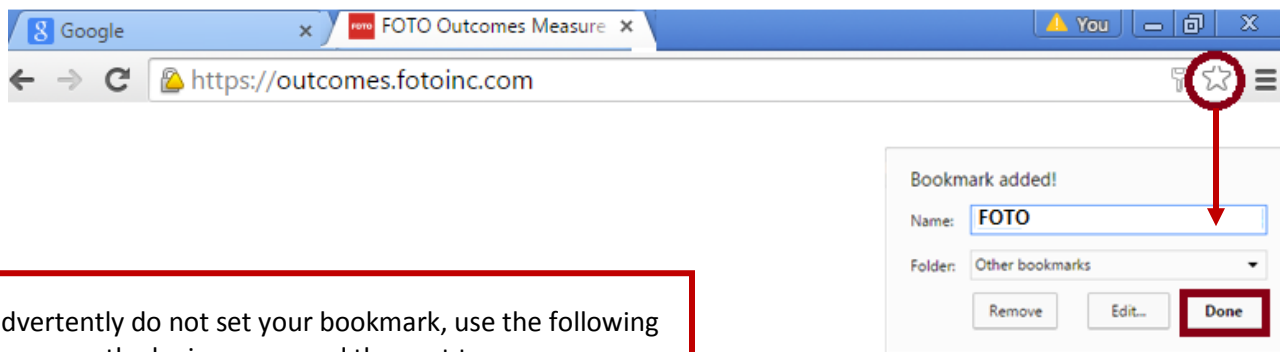 Google
FOTO FOTO Outcomes Measure
You
https://outcomes.fotoinc.com
Bookmark added!
Name: FOTO
Folder: Other bookmarks
Remove Edit... Done
dvertently do not set your bookmark, use the following